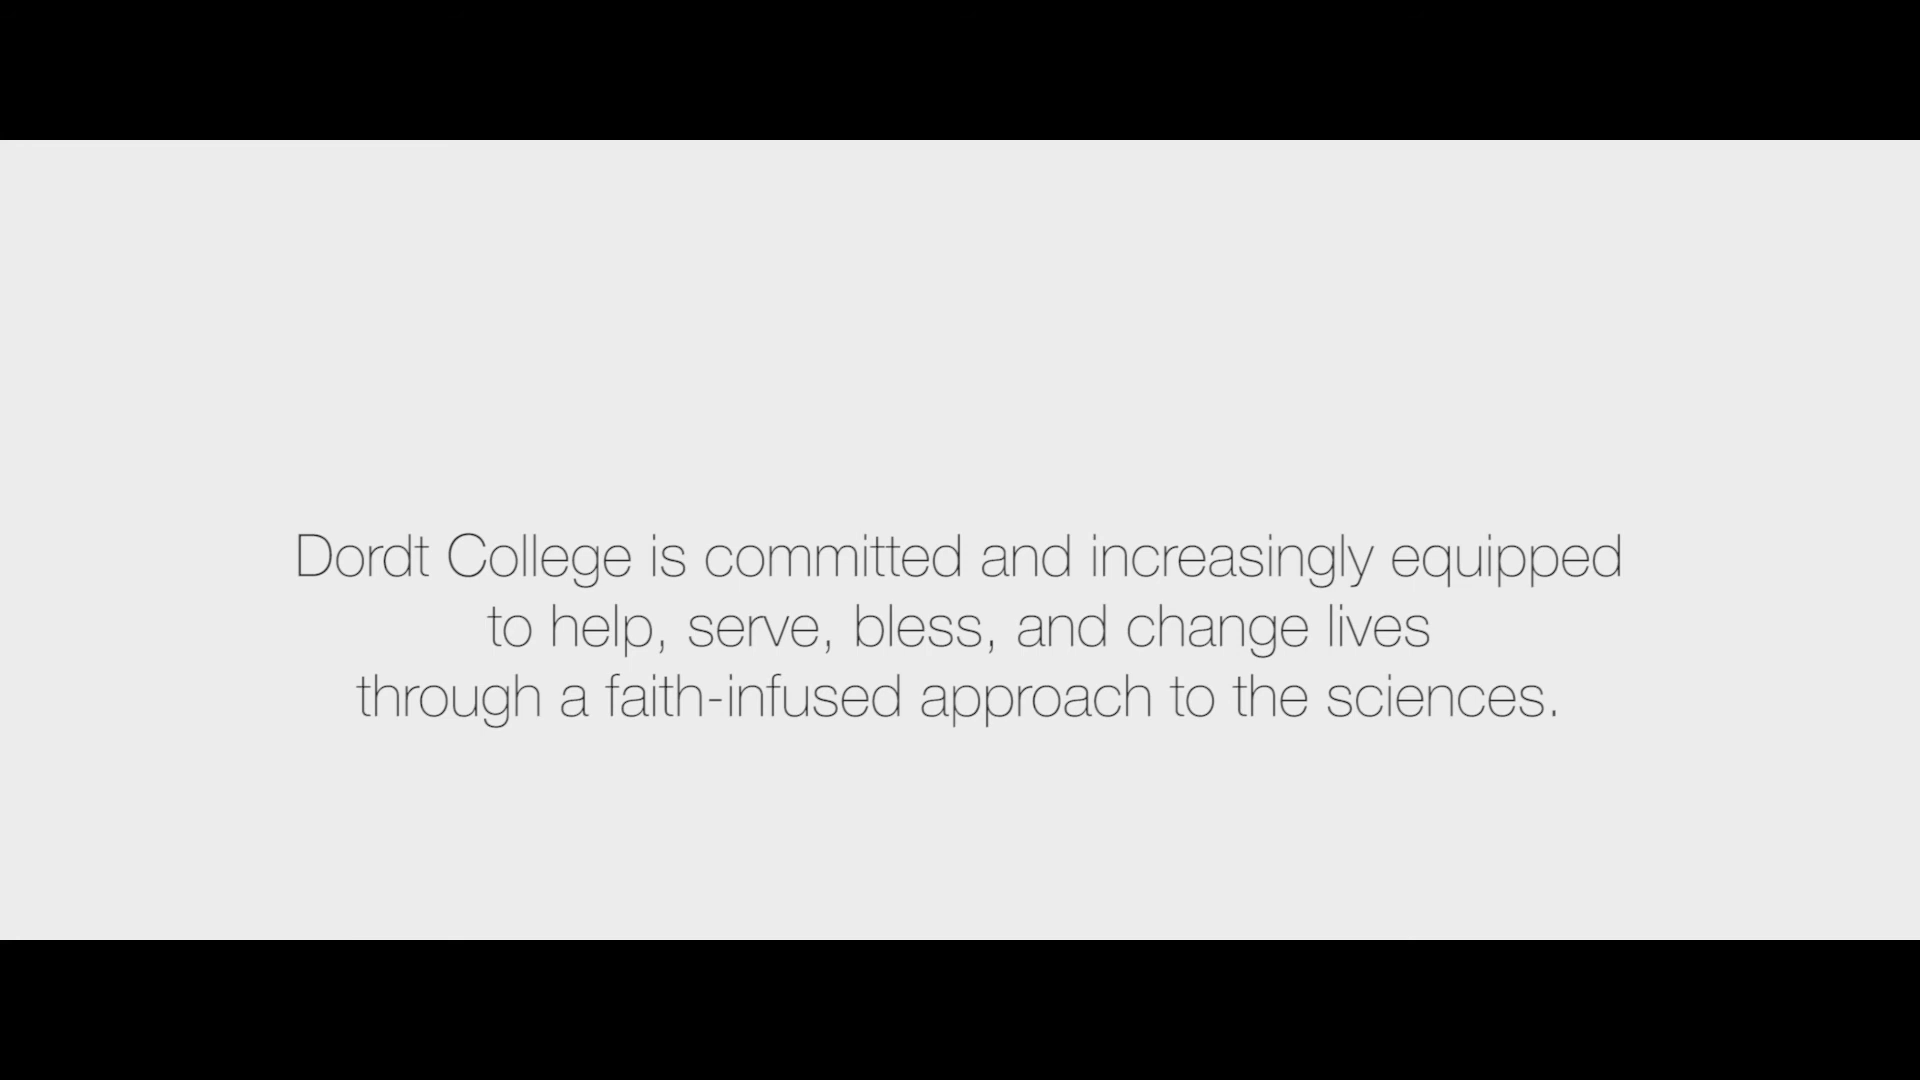 Dordt College is committed and increasingly equipped
to help, serve, bless, and change lives
through a faith-infused approach to the sciences.